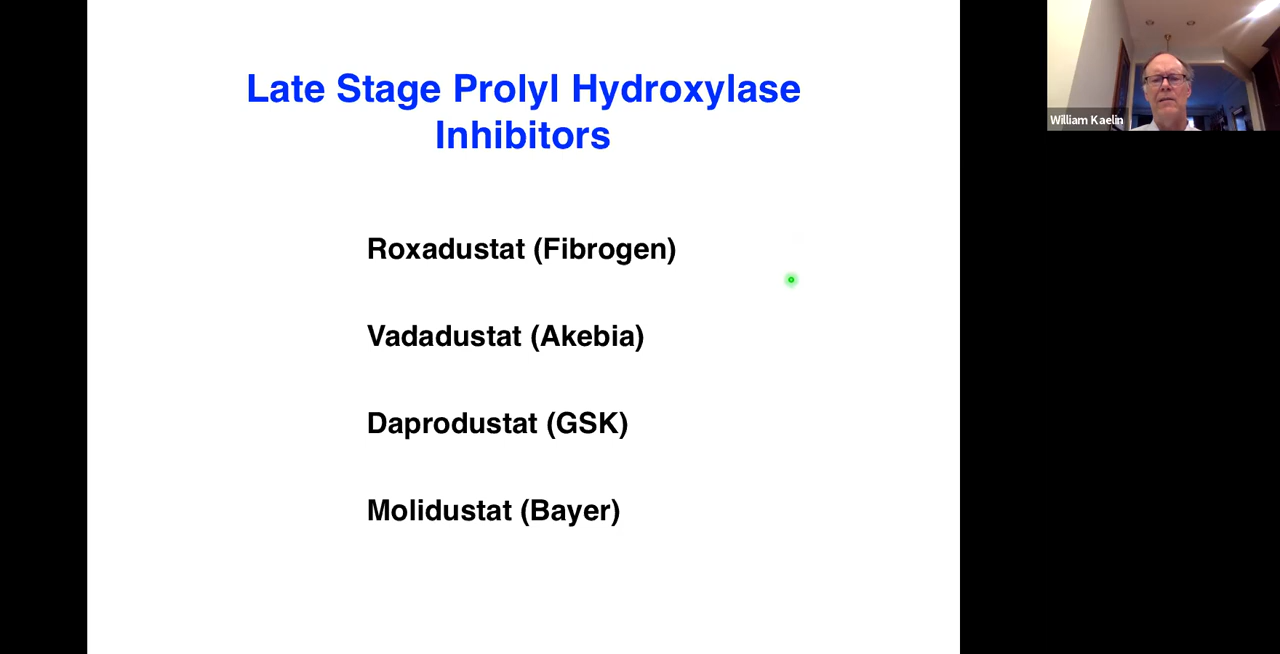 Late Stage Prolyl Hydroxylase
Inhibitors
Roxadustat (Fibrogen)
Vadadustat (Akebia)
Daprodustat (GSK)
Molidustat (Bayer)
William Kaelin